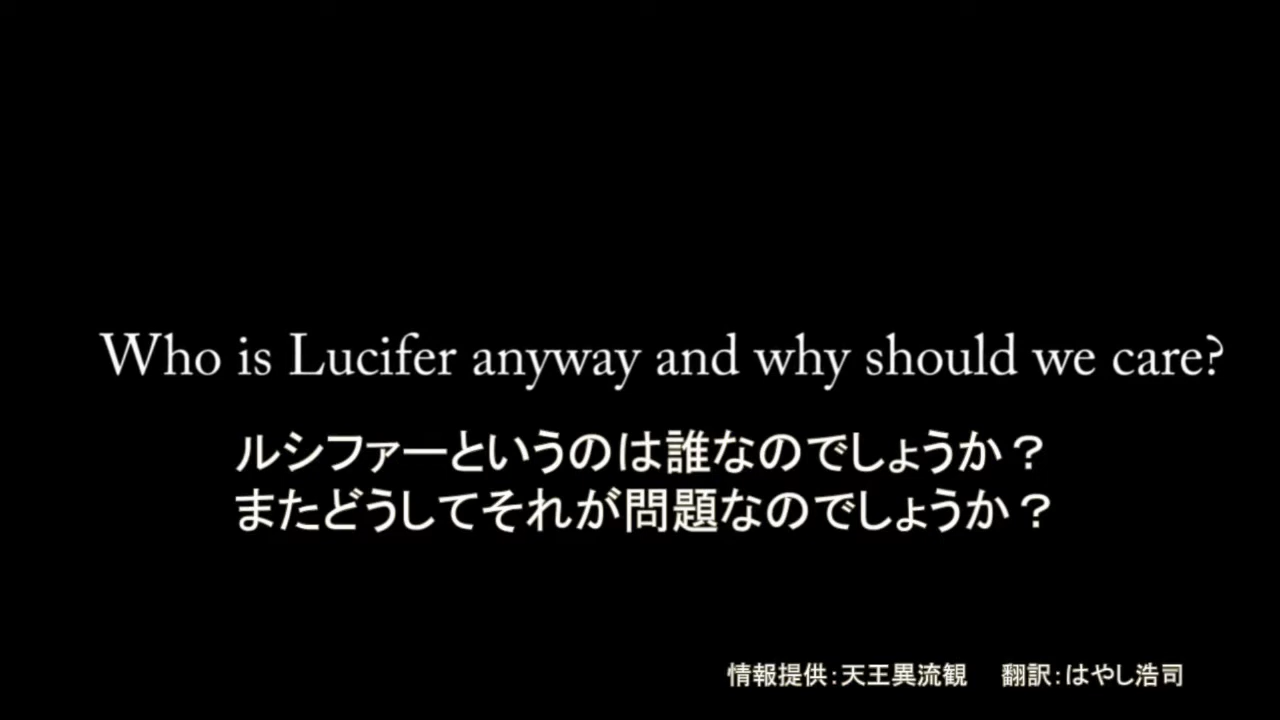 Who is Lucifer anyway and why should we care?
ルシファーというのは誰なのでしょうか？
またどうしてそれが問題なのでしょうか？
情報提供：天王異流観　翻訳：はやし浩司